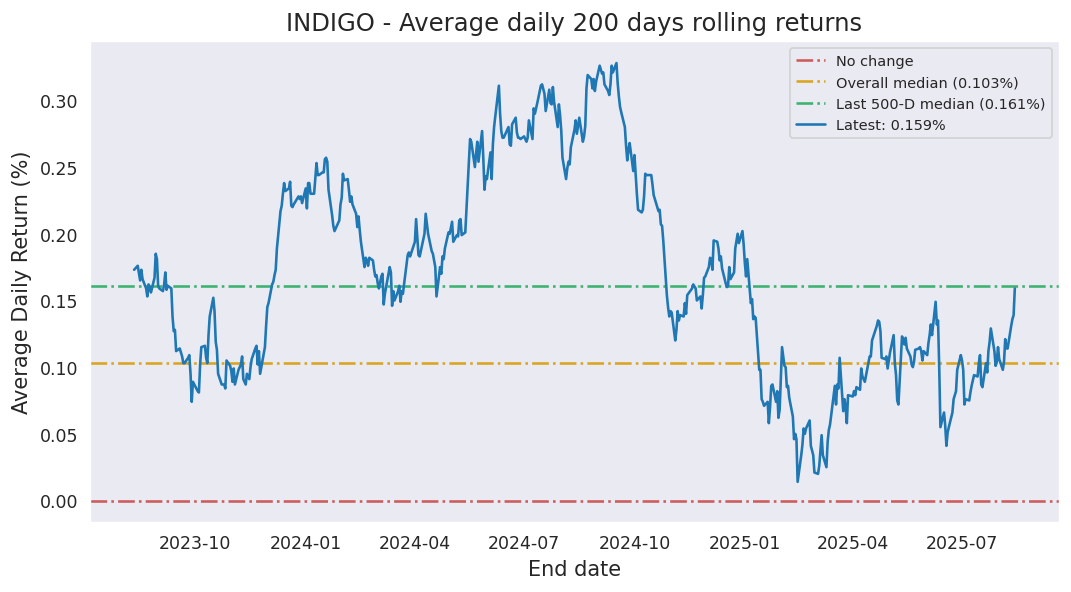 INDIGO - Average daily 200 days rolling returns
No change
Overall median (0.103%)
Last 500-D median (0.161%)
Latest: 0.159%
Average Daily Return (%)
0.30
0.25
0.20
0.15
0.10
0.05
0.00
2023-10 2024-01 2024-04 2024-07 2024-10 2025-01 2025-04 2025-07
End date